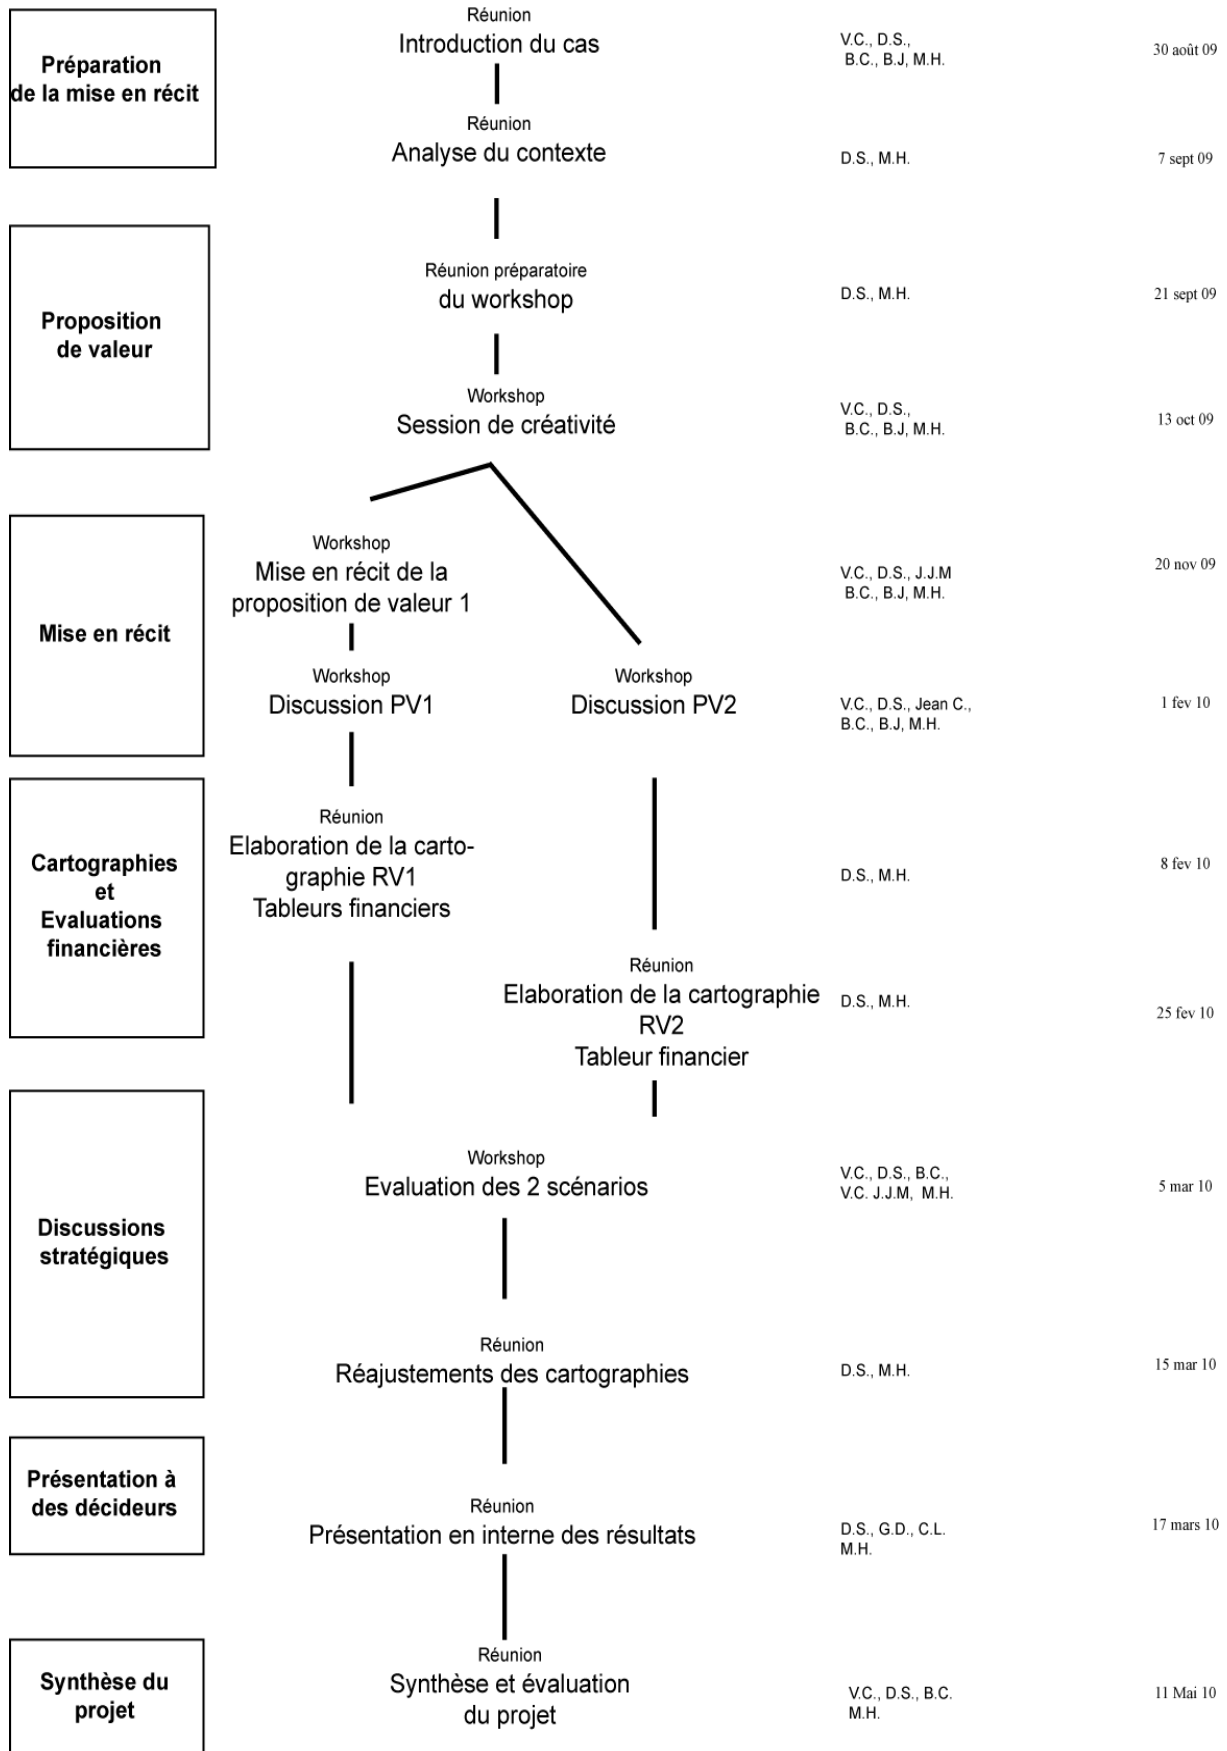 Préparation
de la mise en récit
Réunion
Introduction du cas
V.C., D.S.,
B.C., B.J, M.H.
30 août 09
Réunion
Analyse du contexte
D.S., M.H.
7 sept 09
Proposition
de valeur
Réunion préparatoire
du workshop
D.S., M.H.
21 sept 09
Workshop
Session de créativité
V.C., D.S.,
B.C., B.J, M.H.
13 oct 09
Mise en récit
Workshop
Mise en récit de la
proposition de valeur 1
V.C., D.S., J.J.M
B.C., B.J, M.H.
20 nov 09
Workshop
Discussion PV1
Workshop
Discussion PV2
V.C., D.S., Jean C.,
B.C., B.J, M.H.
1 fev 10
Cartographies
et
Evaluations
financières
Réunion
Elaboration de la carto-
graphie RV1
Tableurs financiers
D.S., M.H.
8 fev 10
Réunion
Elaboration de la cartographie
RV2
Tableur financier
D.S., M.H.
25 fev 10
Discussions
stratégiques
Workshop
Evaluation des 2 scénarios
V.C., D.S., B.C.,
V.C. J.J.M, M.H.
5 mar 10
Réunion
Réajustements des cartographies
D.S., M.H.
15 mar 10
Présentation à
des décideurs
Réunion
Présentation en interne des résultats
D.S., G.D., C.L.
M.H.
17 mars 10
Synthèse du
projet
Réunion
Synthèse et évaluation
du projet
V.C., D.S., B.C.
M.H.
11 Mai 10